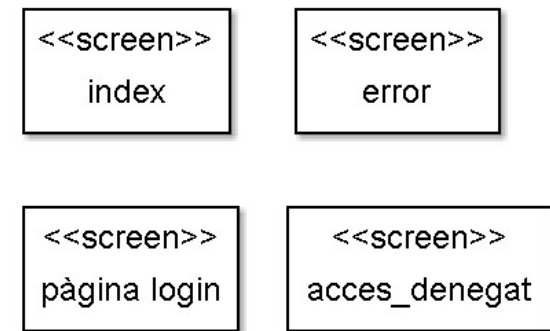 <<screen>>
index
<<screen>>
error
<<screen>>
pàgina login
<<screen>>
acces_denegat